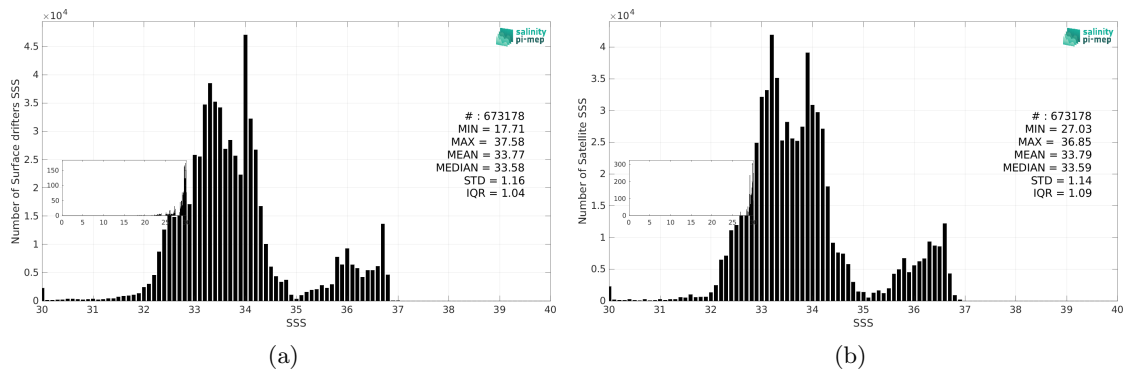 ×10⁴
4.5
4
3.5
3
2.5
2
1.5
1
0.5
0
Number of Surface drifters SSS
salinity
pi-mep
# : 673178
MIN = 17.71
MAX = 37.58
MEAN = 33.77
MEDIAN = 33.58
STD = 1.16
IQR = 1.04
150
100
50
0
0 5 10 15 20 25
30 31 32 33 34 35 36 37 38 39 40
SSS
(a)
×10⁴
4
3.5
3
2.5
2
1.5
1
0.5
0
Number of Satellite SSS
salinity
pi-mep
# : 673178
MIN = 27.03
MAX = 36.85
MEAN = 33.79
MEDIAN = 33.59
STD = 1.14
IQR = 1.09
300
200
100
0
0 5 10 15 20 25
30 31 32 33 34 35 36 37 38 39 40
SSS
(b)